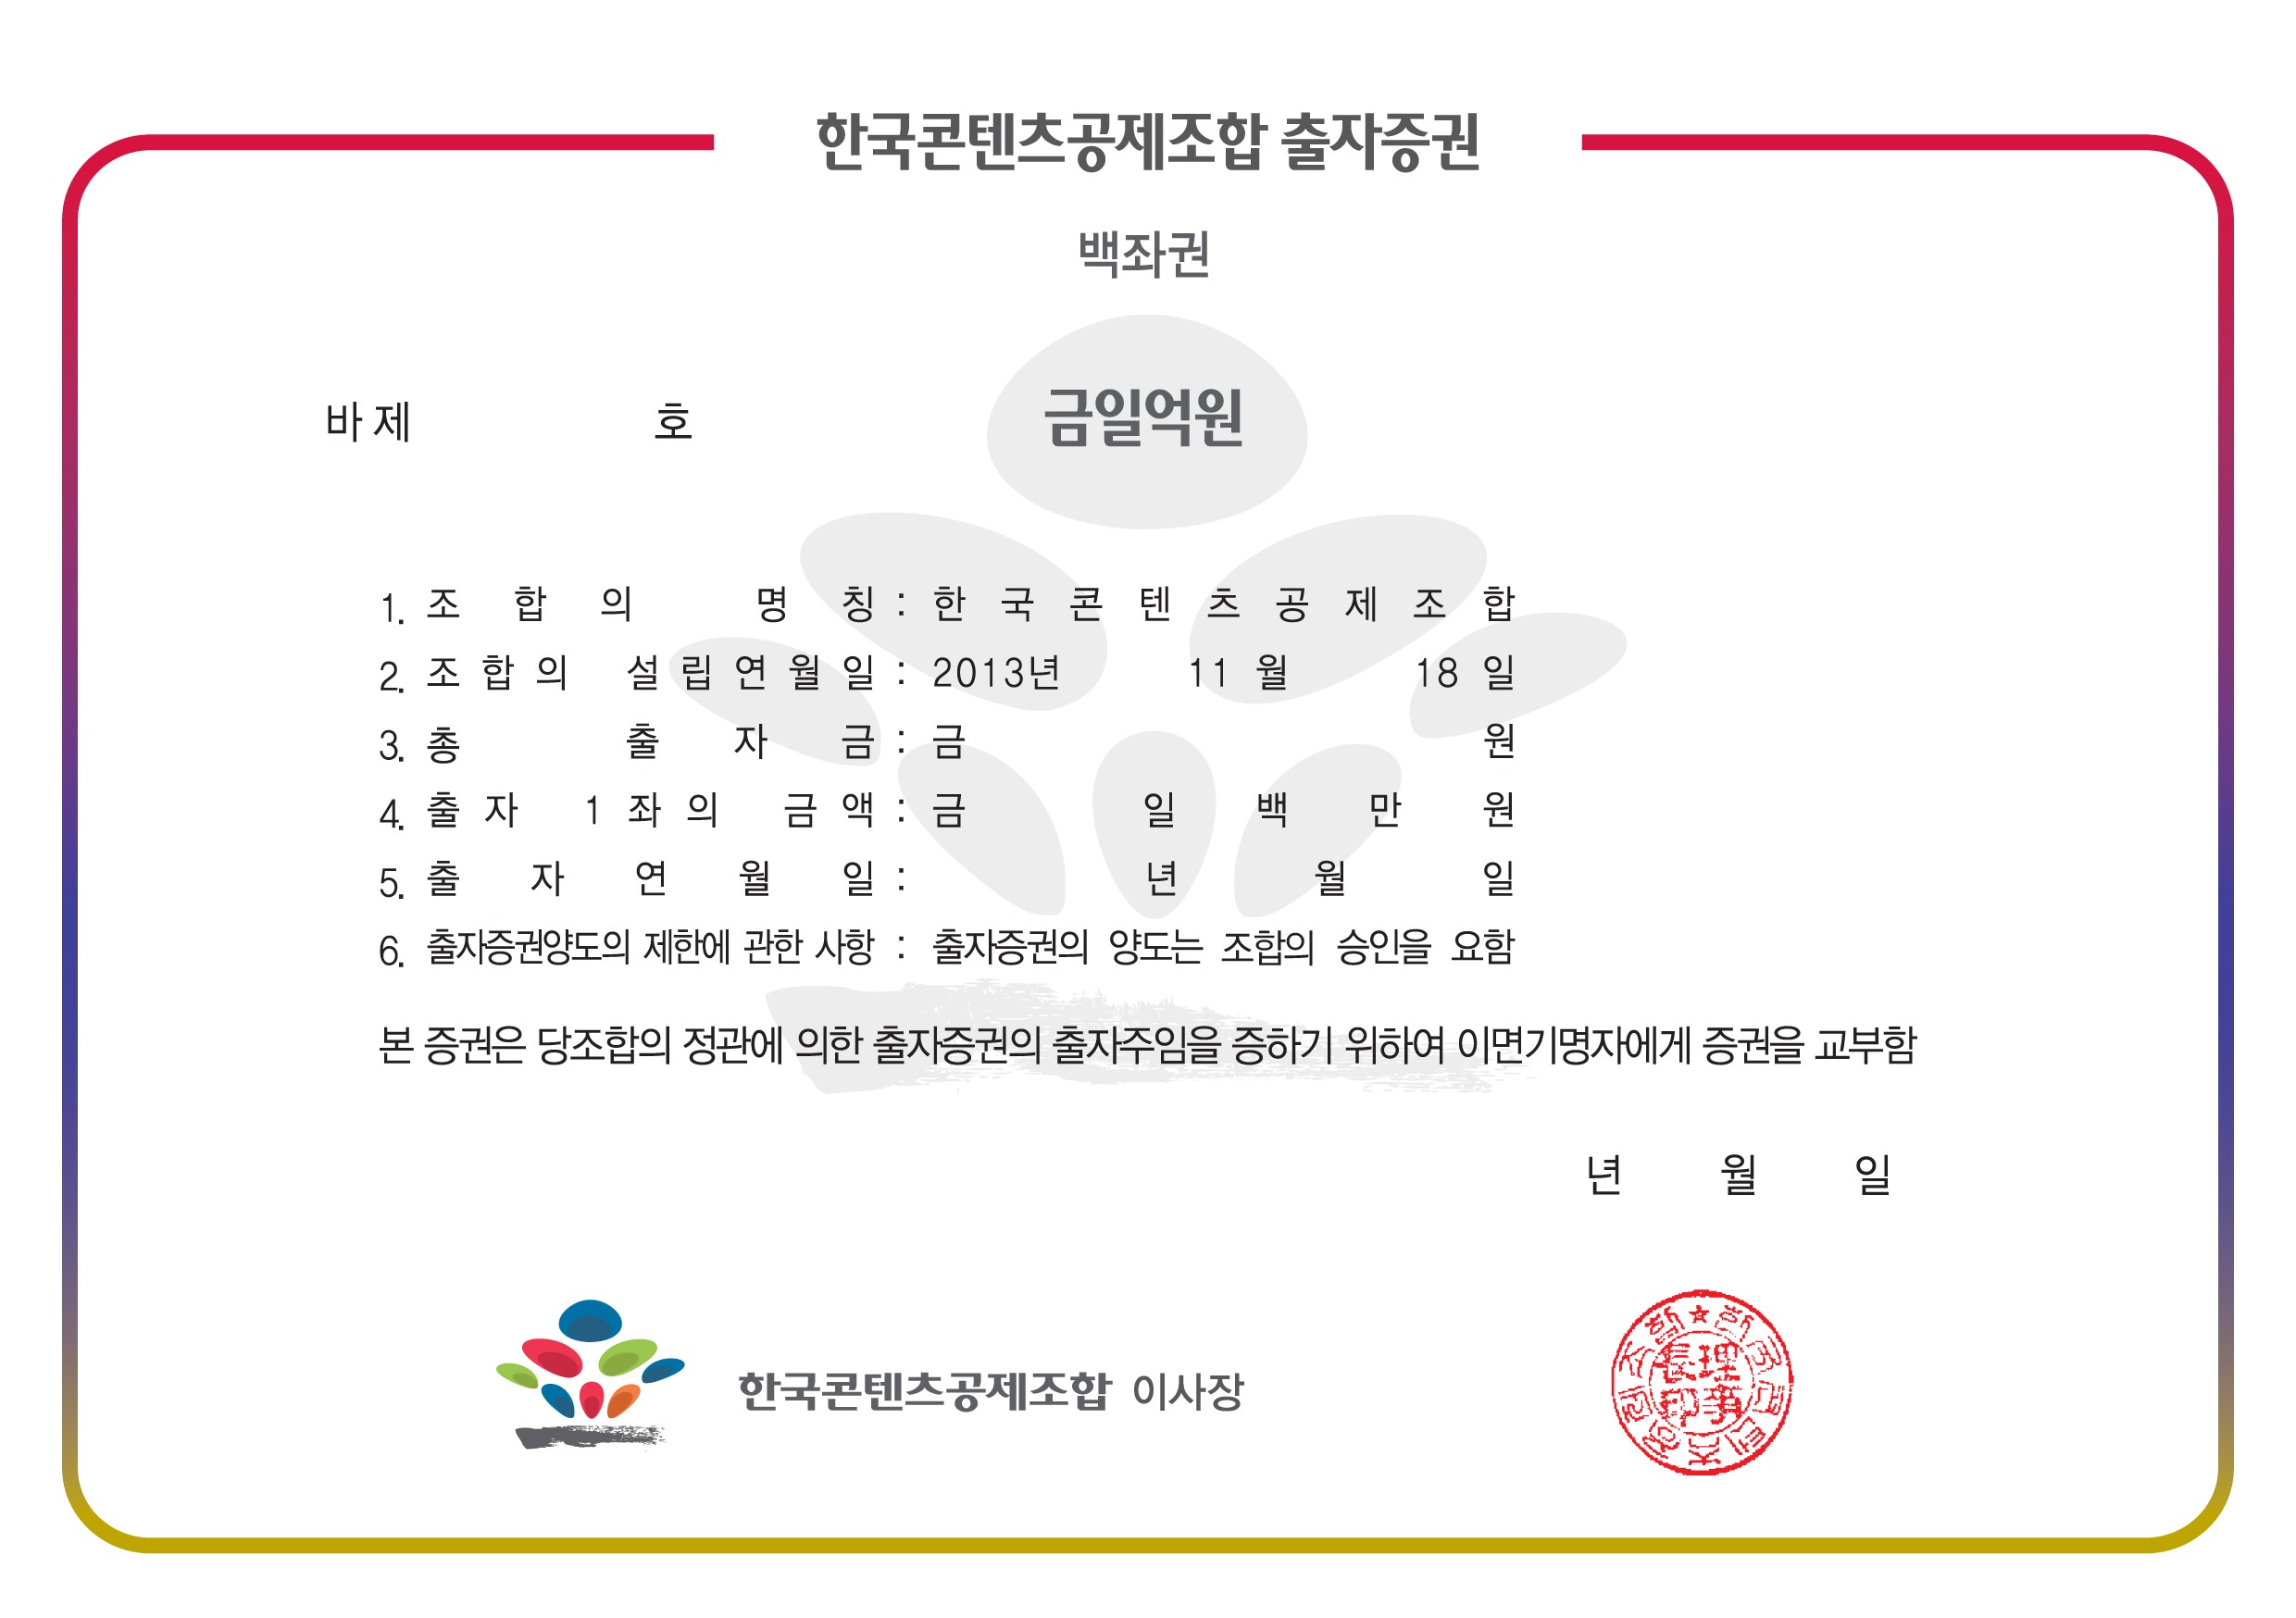 한국콘텐츠공제조합 출자증권
백좌권
바 제 호 금일억원
1. 조 합 의 명 칭 : 한 국 콘 텐 츠 공 제 조 합
2. 조 합 의 설 립 연 월 일 : 2013년 11 월 18 일
3. 총 출 자 금 : 금 원
4. 출 자 1 좌 의 금 액 : 금 일 백 만 원
5. 출 자 연 월 일 : 년 월 일
6. 출자증권양도의 제한에 관한 사항 : 출자증권의 양도는 조합의 승인을 요함
본 증권은 당조합의 정관에 의한 출자증권의 출자주임을 증하기 위하여 이면기명자에게 증권을 교부함
년 월 일
한국콘텐츠공제조합 이사장